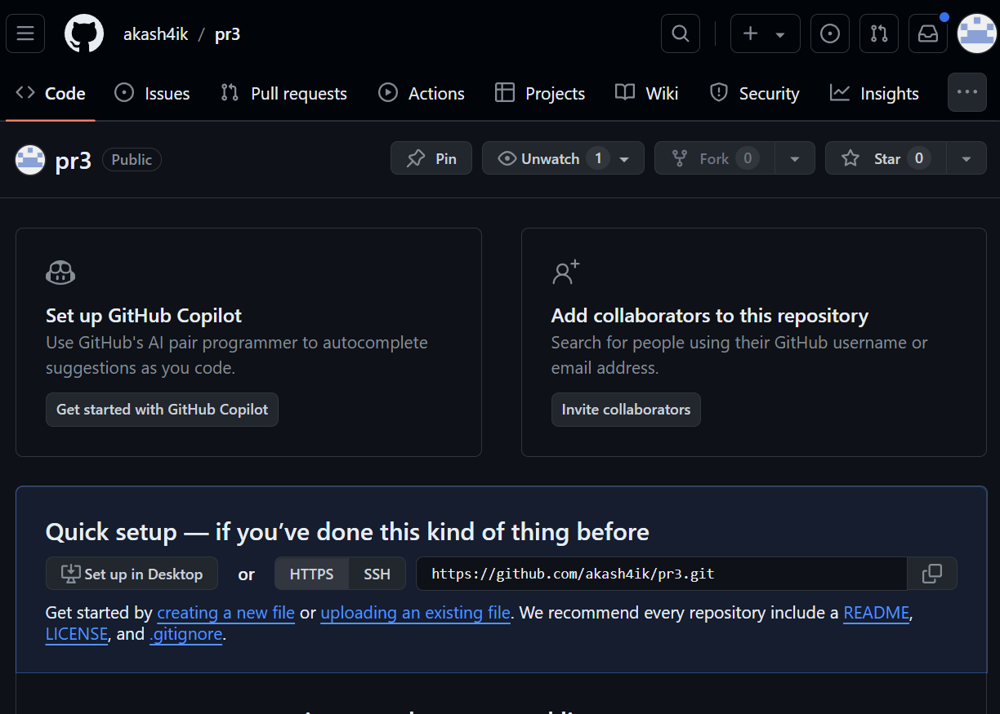 akash4ik / pr3
Code Issues Pull requests Actions Projects Wiki Security Insights
pr3 Public Pin Unwatch 1 Fork 0 Star 0
Set up GitHub Copilot
Use GitHub's AI pair programmer to autocomplete
suggestions as you code.
Get started with GitHub Copilot
Add collaborators to this repository
Search for people using their GitHub username or
email address.
Invite collaborators
Quick setup — if you’ve done this kind of thing before
Set up in Desktop or HTTPS SSH https://github.com/akash4ik/pr3.git
Get started by creating a new file or uploading an existing file. We recommend every repository include a README,
LICENSE, and .gitignore.